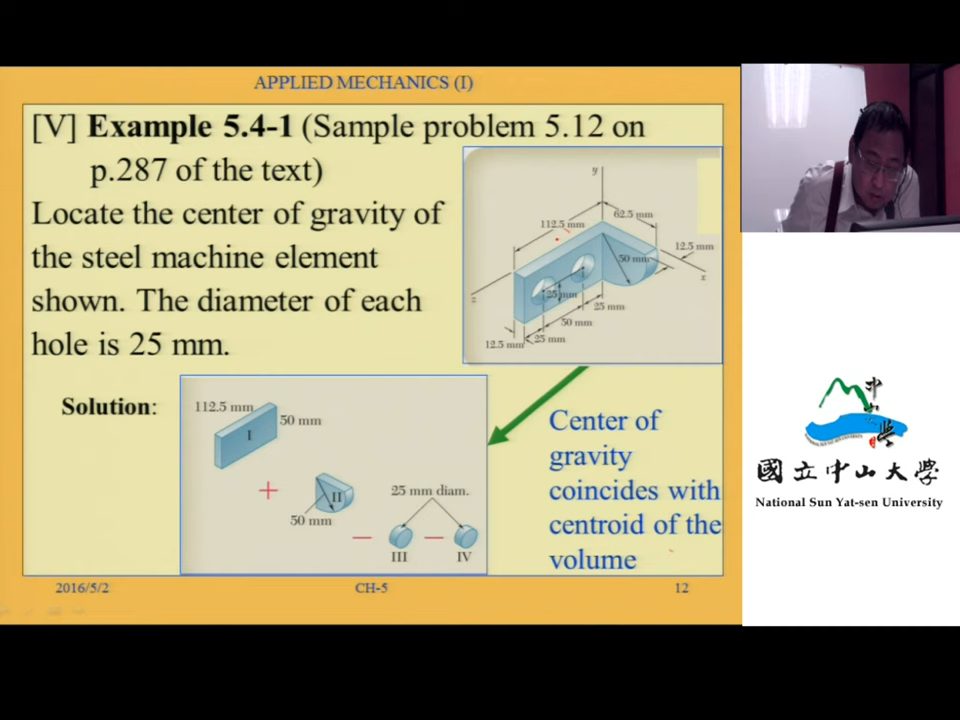 APPLIED MECHANICS (I)
[V] Example 5.4-1 (Sample problem 5.12 on
p.287 of the text)
Locate the center of gravity of
the steel machine element
shown. The diameter of each
hole is 25 mm.
y
112.5 mm
62.5 mm
12.5 mm
50 mm
x
z
25 mm
25 mm
50 mm
25 mm
12.5 mm
Solution:
112.5 mm
50 mm
I
+
II
50 mm
25 mm diam.
— III — IV
Center of
gravity
coincides with
centroid of the
volume
2016/5/2 CH-5 12
國立中山大學
National Sun Yat-sen University